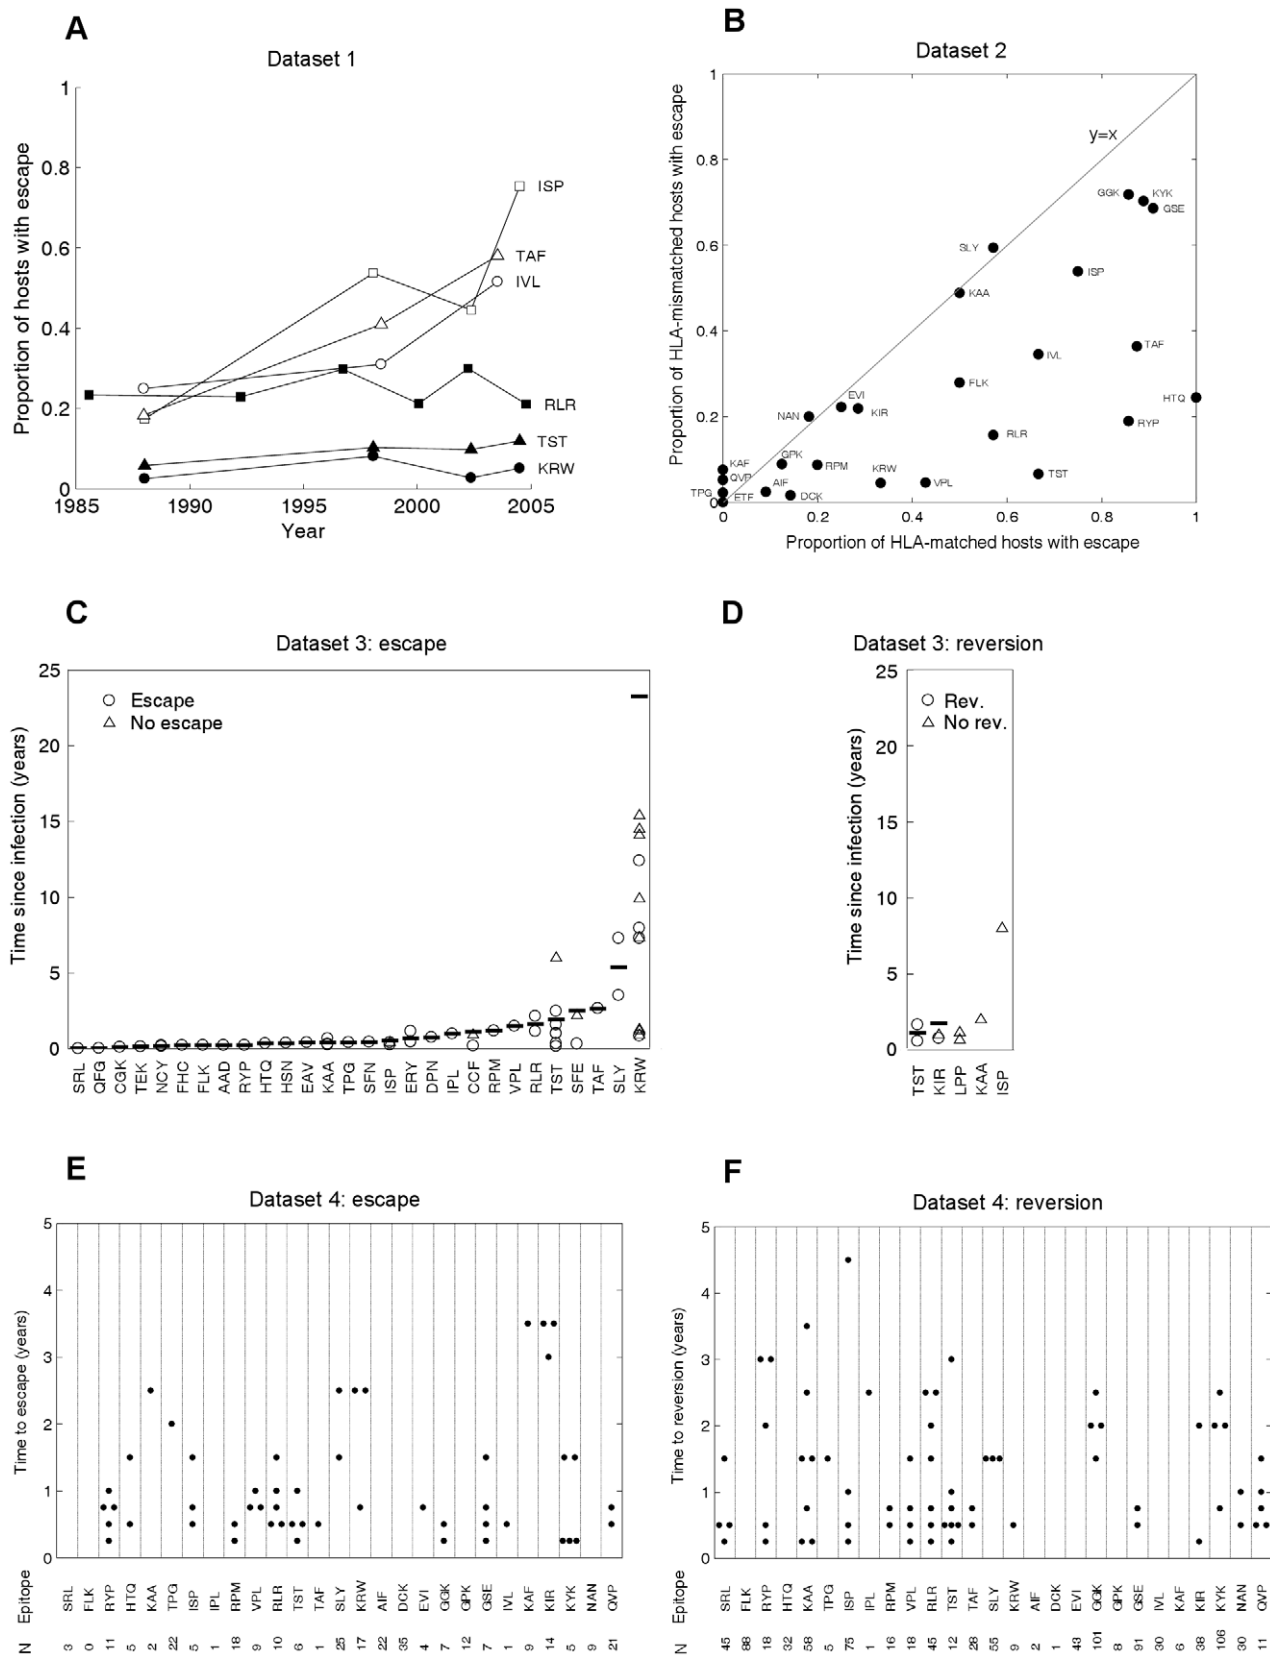 A
Dataset 1
Proportion of hosts with escape
1
0.8
0.6
0.4
0.2
0
1985
1990
1995
2000
2005
Year
ISP
TAF
IVL
RLR
TST
KRW
B
Dataset 2
Proportion of HLA-mismatched hosts with escape
1
0.8
0.6
0.4
0.2
0
0
0.2
0.4
0.6
0.8
1
Proportion of HLA-matched hosts with escape
y=x
GGK
KYK
GSE
SLY
ISP
KAA
TAF
IVL
FLK
HTQ
EVI
NAN
KIR
RYP
RLR
GPK
KAF
RPM
KRW
TST
QVP
VPL
AIF
TPG
ETF
DCK
C
Dataset 3: escape
Time since infection (years)
25
20
15
10
5
0
Escape
No escape
SRL QFG CGK TEK NCY FHC FLK AAD RYP HTQ HSN EAV KAA TPG SFN ISP ERY DPN IPL CCF RPM VPL RLR TST SFE TAF SLY KRW
D
Dataset 3: reversion
Time since infection (years)
25
20
15
10
5
0
Rev.
No rev.
TST KIR LPP KAA ISP
E
Dataset 4: escape
Time to escape (years)
5
4
3
2
1
0
Epitope SRL FLK RYP HTQ KAA TPG ISP IPL RPM VPL RLR TST TAF SLY KRW AIF DCK EVI GGK GPK GSE IVL KAF KIR KYK NAN QVP
N 3 0 11 5 2 22 5 1 18 9 10 6 1 25 17 22 35 4 7 12 7 1 9 14 5 9 21
F
Dataset 4: reversion
Time to reversion (years)
5
4
3
2
1
0
Epitope SRL FLK RYP HTQ KAA TPG ISP IPL RPM VPL RLR TST TAF SLY KRW AIF DCK EVI GGK GPK GSE IVL KAF KIR KYK NAN QVP
N 45 88 18 32 58 5 75 1 16 18 45 12 28 55 9 2 1 43 101 8 91 30 6 38 106 30 11